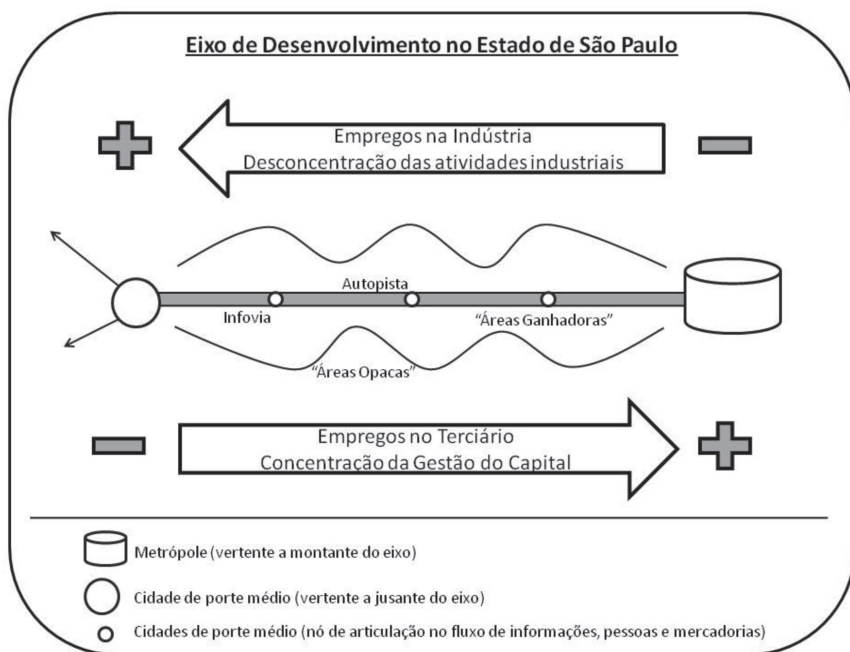 Eixo de Desenvolvimento no Estado de São Paulo
Empregos na Indústria
Desconcentração das atividades industriais
Autopista
Infovia
“Áreas Ganhadoras”
“Áreas Opacas”
Empregos no Terciário
Concentração da Gestão do Capital
Metrópole (vertente a montante do eixo)
Cidade de porte médio (vertente a jusante do eixo)
Cidades de porte médio (nó de articulação no fluxo de informações, pessoas e mercadorias)